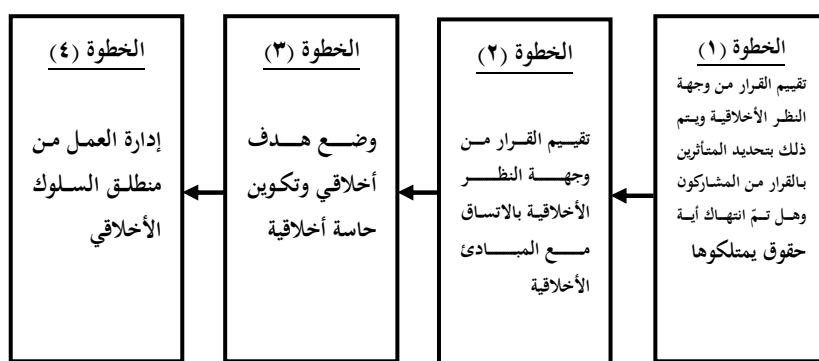 الخطوة (١)
تقييم القرار من وجهة
النظر الأخلاقية ويتم
ذلك بتحديد المتأثرين
بالقرار من المشاركون
وهل تمّ انتهاك أية
حقوق يمتلكوها
الخطوة (٢)
تقييم القرار من
وجهة النظر
الأخلاقية بالاتساق
مع المبادئ
الأخلاقية
الخطوة (٣)
وضع هدف
أخلاقي وتكوين
حاسة أخلاقية
الخطوة (٤)
إدارة العمل من
منطلق السلوك
الأخلاقي